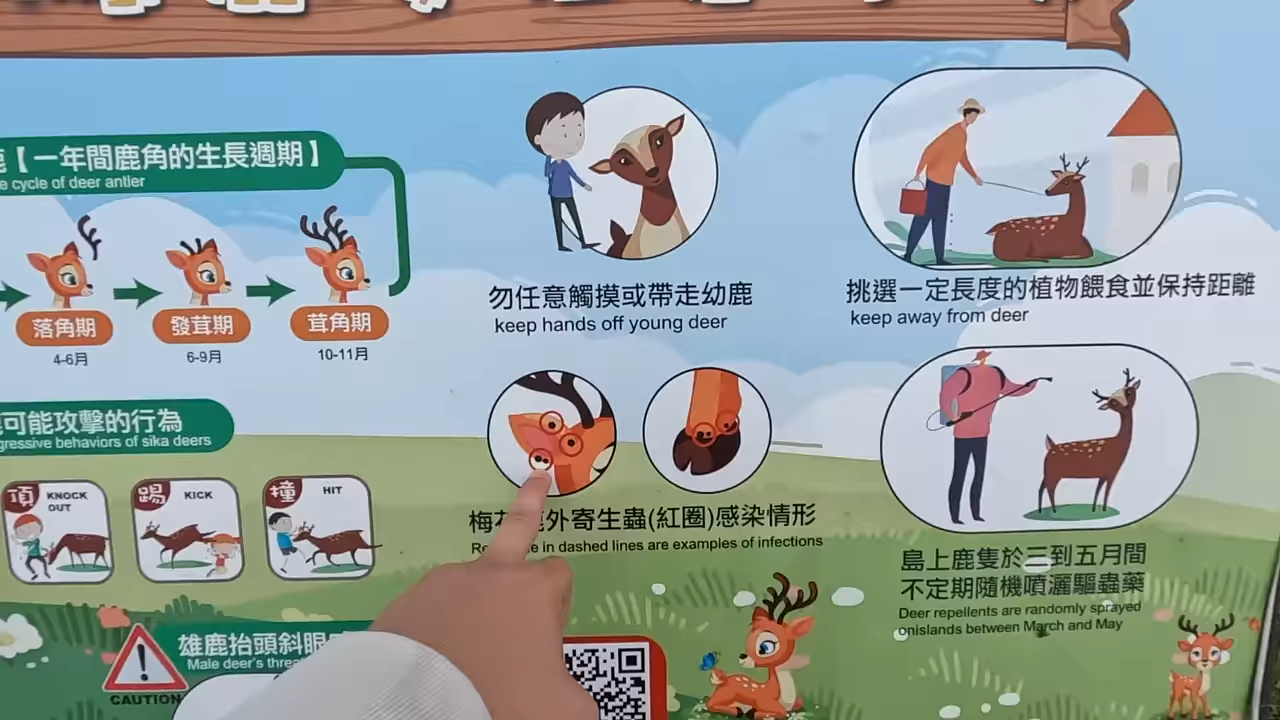 【一年間鹿角的生長週期】
cycle of deer antler
落角期
發茸期
茸角期
4-6月
6-9月
10-11月
可能攻擊的行為
gressive behaviors of sika deers
頂
KNOCK
OUT
踢
KICK
撞
HIT
雄鹿抬頭斜眼
Male deer's threat
CAUTION
勿任意觸摸或帶走幼鹿
keep hands off young deer
挑選一定長度的植物餵食並保持距離
keep away from deer
梅花鹿外寄生蟲(紅圈)感染情形
in dashed lines are examples of infections
島上鹿隻於三到五月間
不定期隨機噴灑驅蟲藥
Deer repellents are randomly sprayed
onislands between March and May